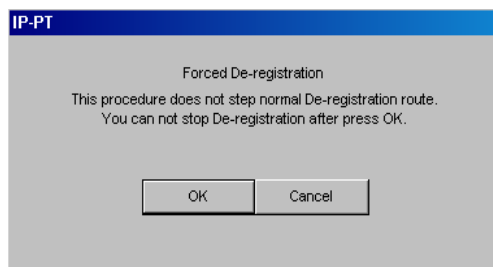 IP-PT
Forced De-registration
This procedure does not step normal De-registration route.
You can not stop De-registration after press OK.
OK
Cancel